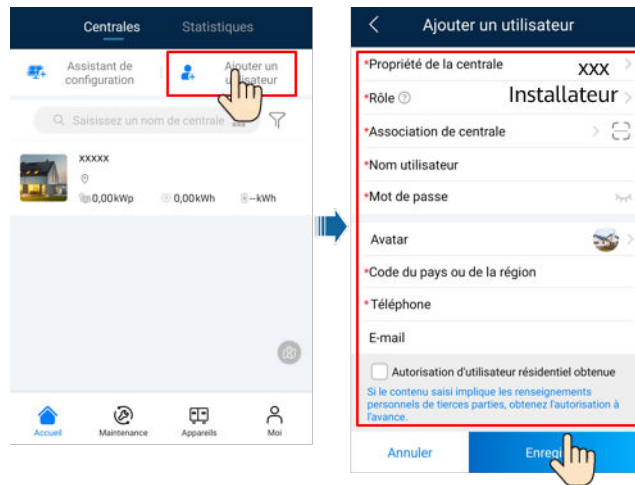 Centrales
Statistiques
Assistant de
configuration
Ajouter un
utilisateur
Saisissez un nom de centrale
xxxxx
0,00kWp
0,00kWh
--kWh
Accueil
Maintenance
Appareils
Moi
Ajouter un utilisateur
*Propriété de la centrale
xxx
*Rôle
Installateur
*Association de centrale
*Nom utilisateur
*Mot de passe
Avatar
*Code du pays ou de la région
*Téléphone
E-mail
Autorisation d'utilisateur résidentiel obtenue
Si le contenu saisi implique les renseignements
personnels de tierces parties, obtenez l'autorisation à
l'avance.
Annuler
Enregi